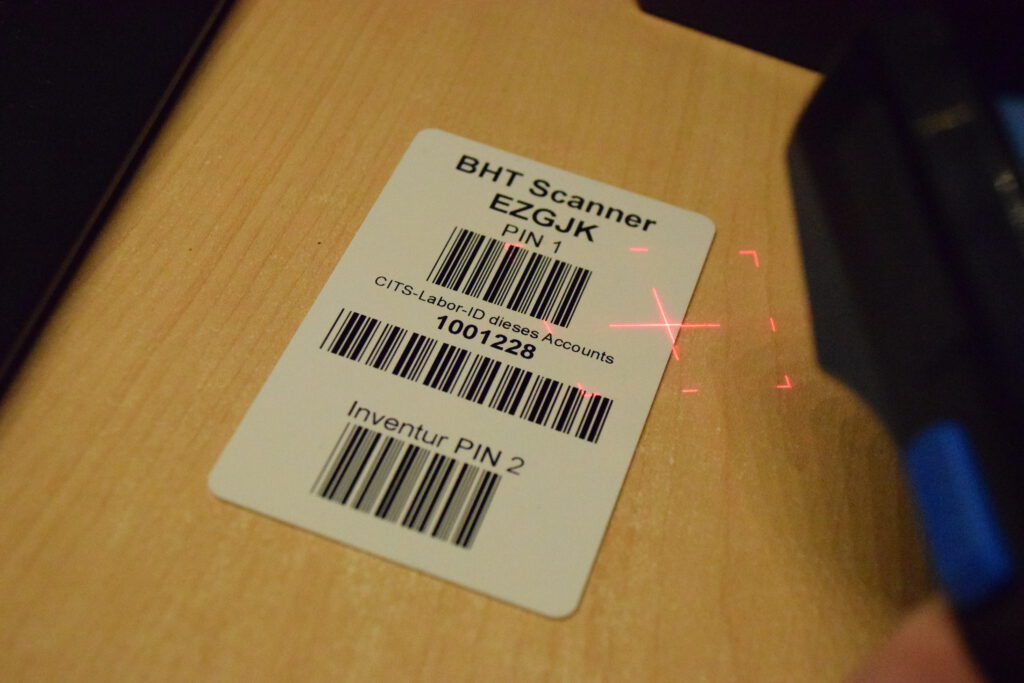 BHT Scanner
EZGJK
PIN 1
CITS-Labor-ID dieses Accounts
1001228
Inventur PIN 2